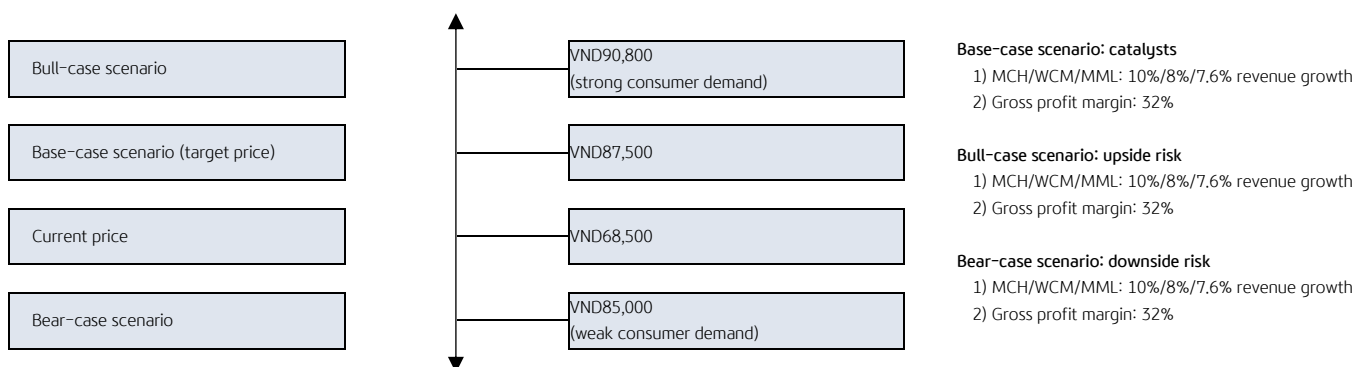 Bull-case scenario
VND90,800
(strong consumer demand)
Base-case scenario (target price)
VND87,500
Current price
VND68,500
Bear-case scenario
VND85,000
(weak consumer demand)
Base-case scenario: catalysts
1) MCH/WCM/MML: 10%/8%/7.6% revenue growth
2) Gross profit margin: 32%
Bull-case scenario: upside risk
1) MCH/WCM/MML: 10%/8%/7.6% revenue growth
2) Gross profit margin: 32%
Bear-case scenario: downside risk
1) MCH/WCM/MML: 10%/8%/7.6% revenue growth
2) Gross profit margin: 32%